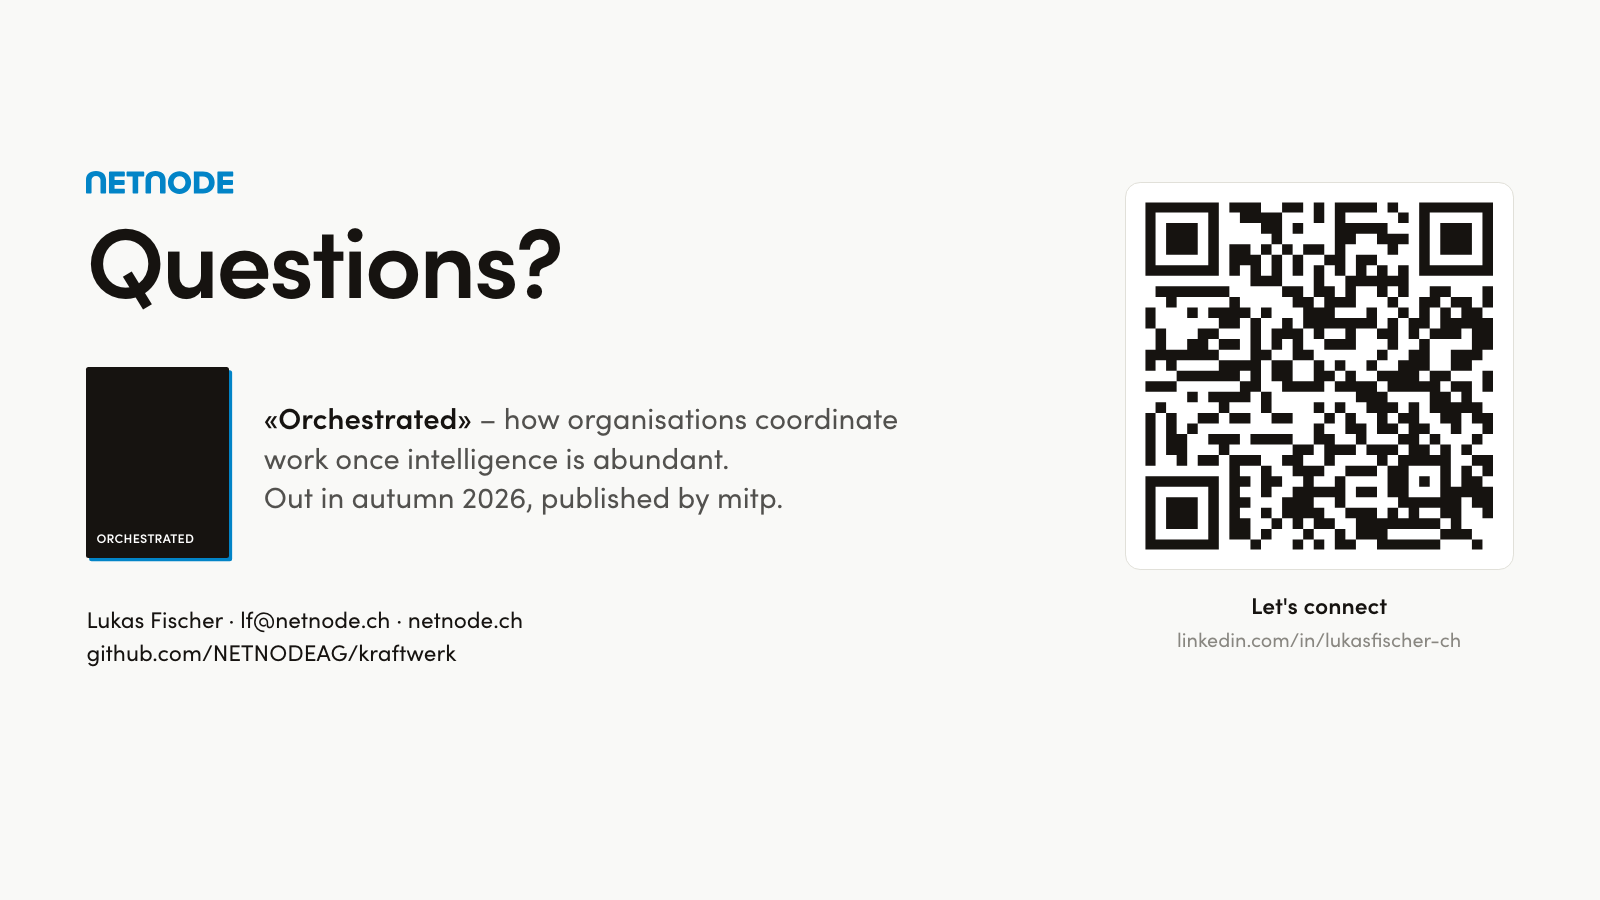 NETNODE
Questions?
ORCHESTRATED
«Orchestrated» – how organisations coordinate
work once intelligence is abundant.
Out in autumn 2026, published by mitp.
Lukas Fischer · lf@netnode.ch · netnode.ch
github.com/NETNODEAG/kraftwerk
Let's connect
linkedin.com/in/lukasfischer-ch